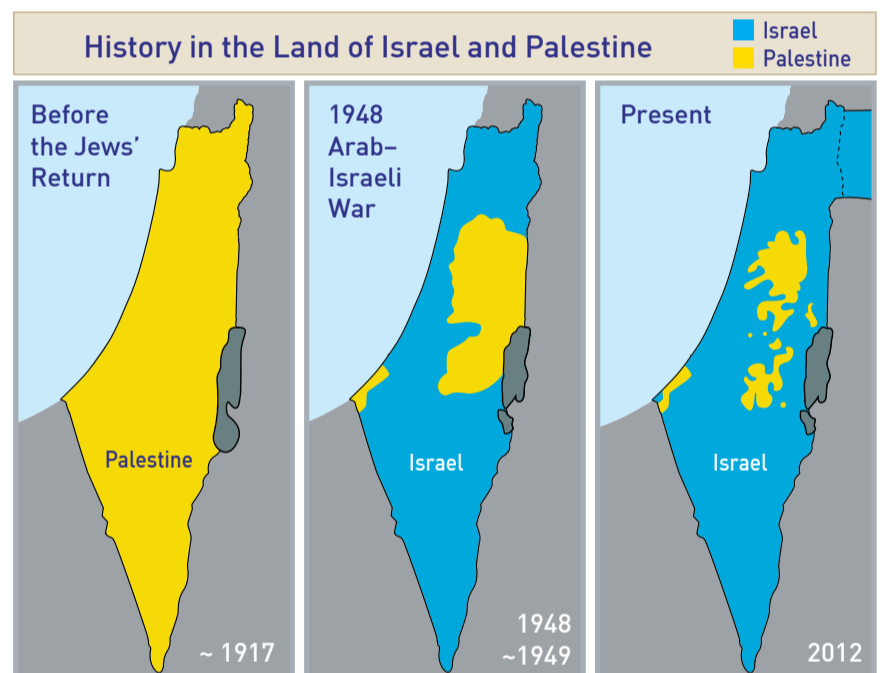 History in the Land of Israel and Palestine
Israel
Palestine
Before
the Jews’
Return
Palestine
~ 1917
1948
Arab–
Israeli
War
Israel
1948
~1949
Present
Israel
2012